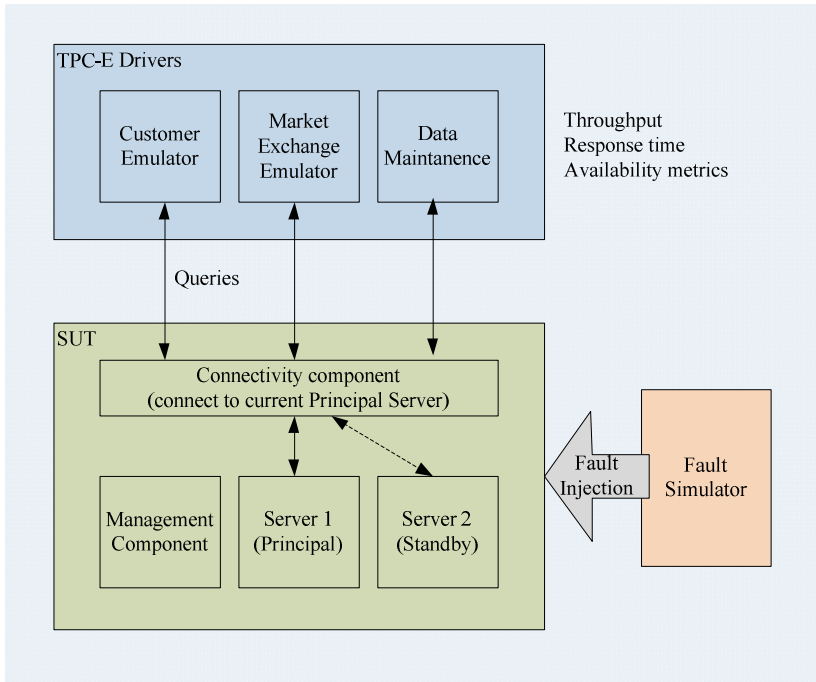 TPC-E Drivers
Customer
Emulator
Market
Exchange
Emulator
Data
Maintanence
Throughput
Response time
Availability metrics
Queries
SUT
Connectivity component
(connect to current Principal Server)
Management
Component
Server 1
(Principal)
Server 2
(Standby)
Fault
Injection
Fault
Simulator